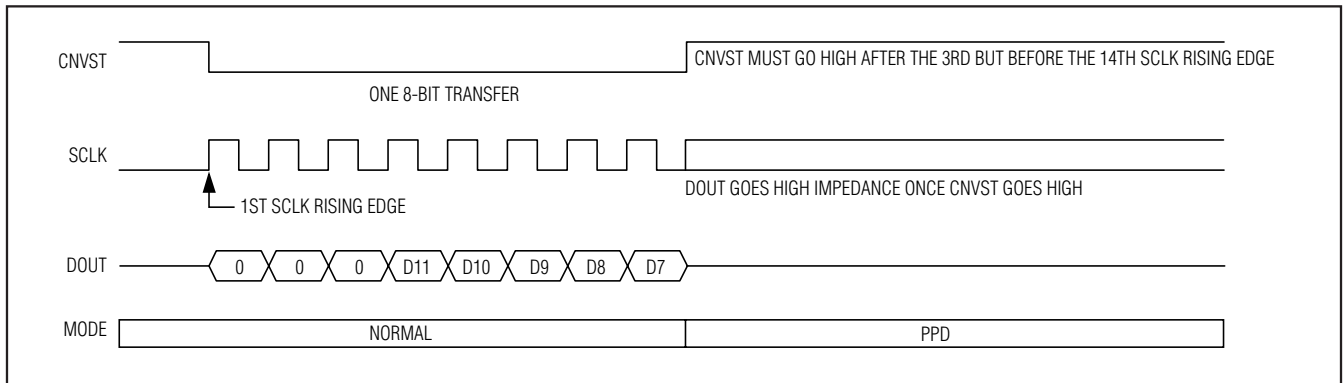 CNVST
CNVST MUST GO HIGH AFTER THE 3RD BUT BEFORE THE 14TH SCLK RISING EDGE
ONE 8-BIT TRANSFER
SCLK
DOUT GOES HIGH IMPEDANCE ONCE CNVST GOES HIGH
1ST SCLK RISING EDGE
DOUT 0 0 0 D11 D10 D9 D8 D7
MODE NORMAL PPD